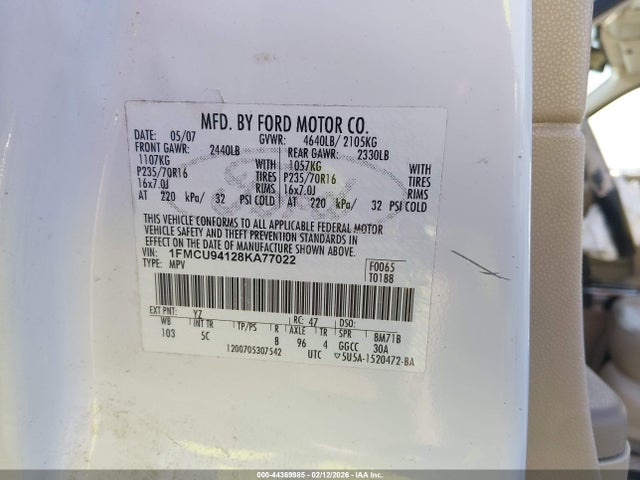 MFD. BY FORD MOTOR CO.
DATE: 05/07 GVWR: 4640LB/ 2105KG
FRONT GAWR: 2440LB REAR GAWR: 2330LB
1107KG WITH 1057KG WITH
P235/70R16 TIRES P235/70R16 TIRES
16x7.0J RIMS 16x7.0J RIMS
AT 220 kPa/ 32 PSI COLD AT 220 kPa/ 32 PSI COLD
THIS VEHICLE CONFORMS TO ALL APPLICABLE FEDERAL MOTOR
VEHICLE SAFETY AND THEFT PREVENTION STANDARDS IN
EFFECT ON THE DATE OF MANUFACTURE SHOWN ABOVE.
VIN: 1FMCU94128KA77022
TYPE: MPV
F0065
T0188
EXT PNT: YZ RC: 47 DSO:
WB INT TR TP/PS R AXLE TR SPR 8M71B
103 5C 8 96 4 GGCC 30A
1200705307542 UTC ▽5U5A-1520472-BA
000-44369985 - 02/12/2026 - IAAI.com